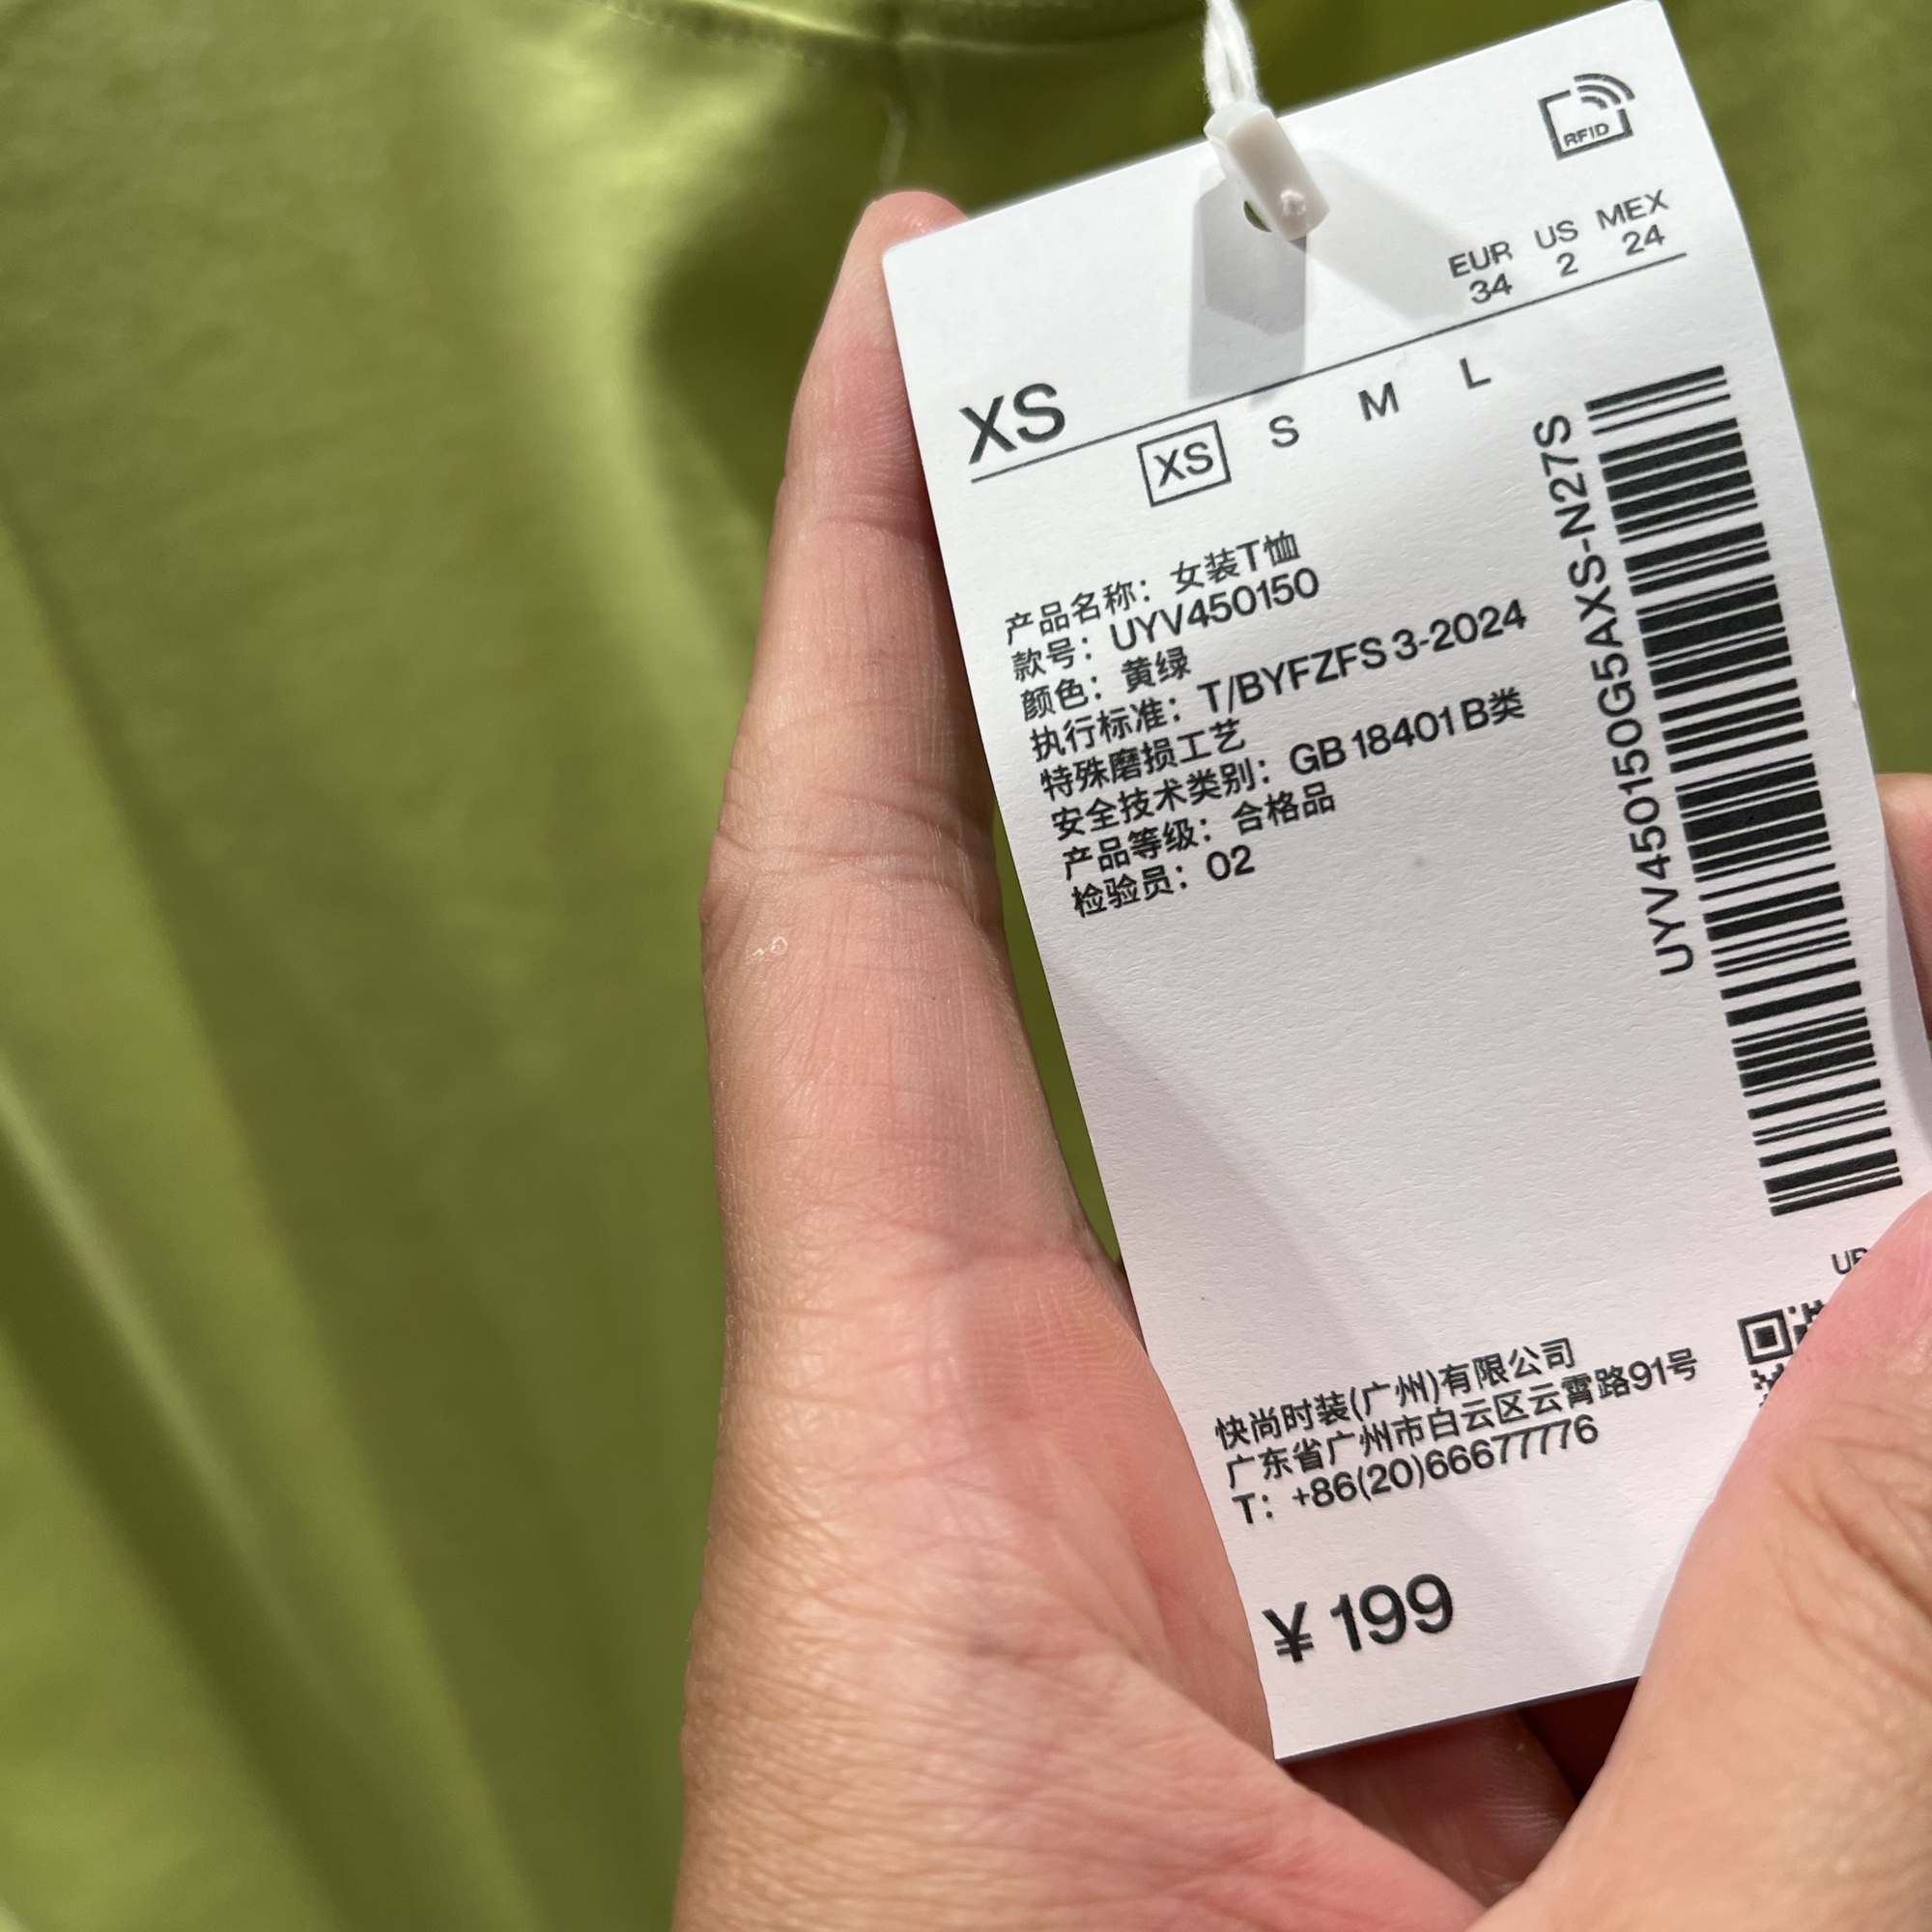 RFID
EUR US MEX
34 2 24
XS
XS S M L
产品名称：女装T恤
款号：UYV450150
颜色：黄绿
执行标准：T/BYFZFS 3-2024
特殊磨损工艺
安全技术类别：GB 18401 B类
产品等级：合格品
检验员：02
UYV450150G5AXS-N27S
快尚时装(广州)有限公司
广东省广州市白云区云霄路91号
T：+86(20)66677776
¥ 199